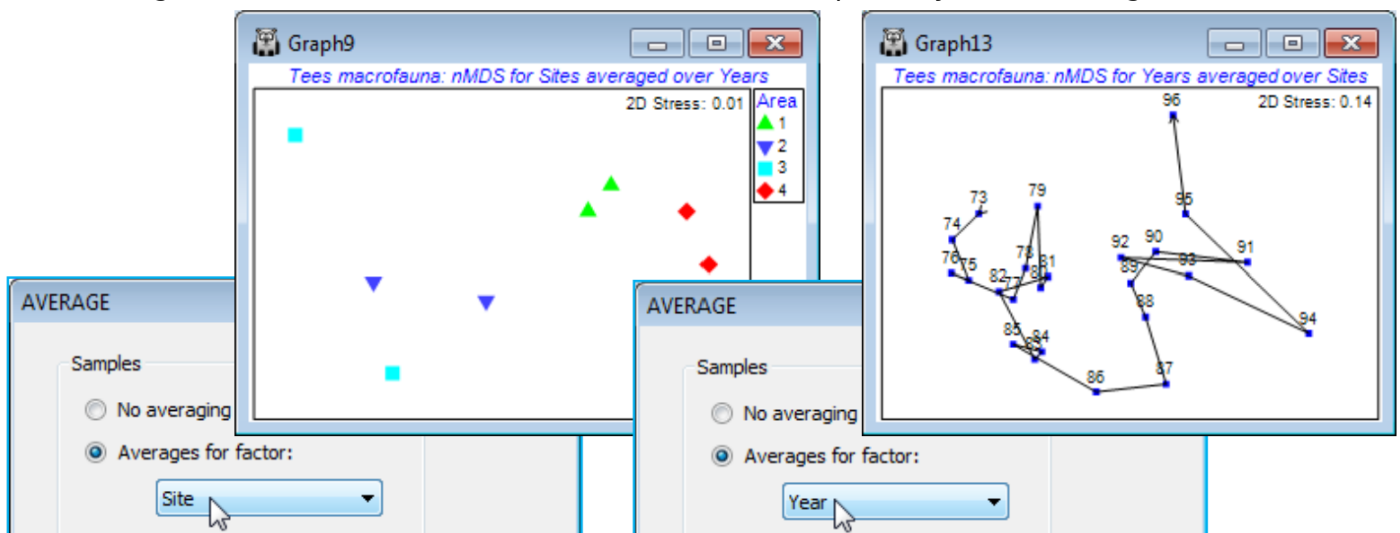 Graph9
Tees macrofauna: nMDS for Sites averaged over Years
2D Stress: 0.01
Area
1
2
3
4
Graph13
Tees macrofauna: nMDS for Years averaged over Sites
2D Stress: 0.14
96
79
73
95
74
90
92
91
78
81
76
75
93
89
82
80
77
88
94
85
84
83
86
87
AVERAGE
Samples
No averaging
Averages for factor:
Site
AVERAGE
Samples
No averaging
Averages for factor:
Year